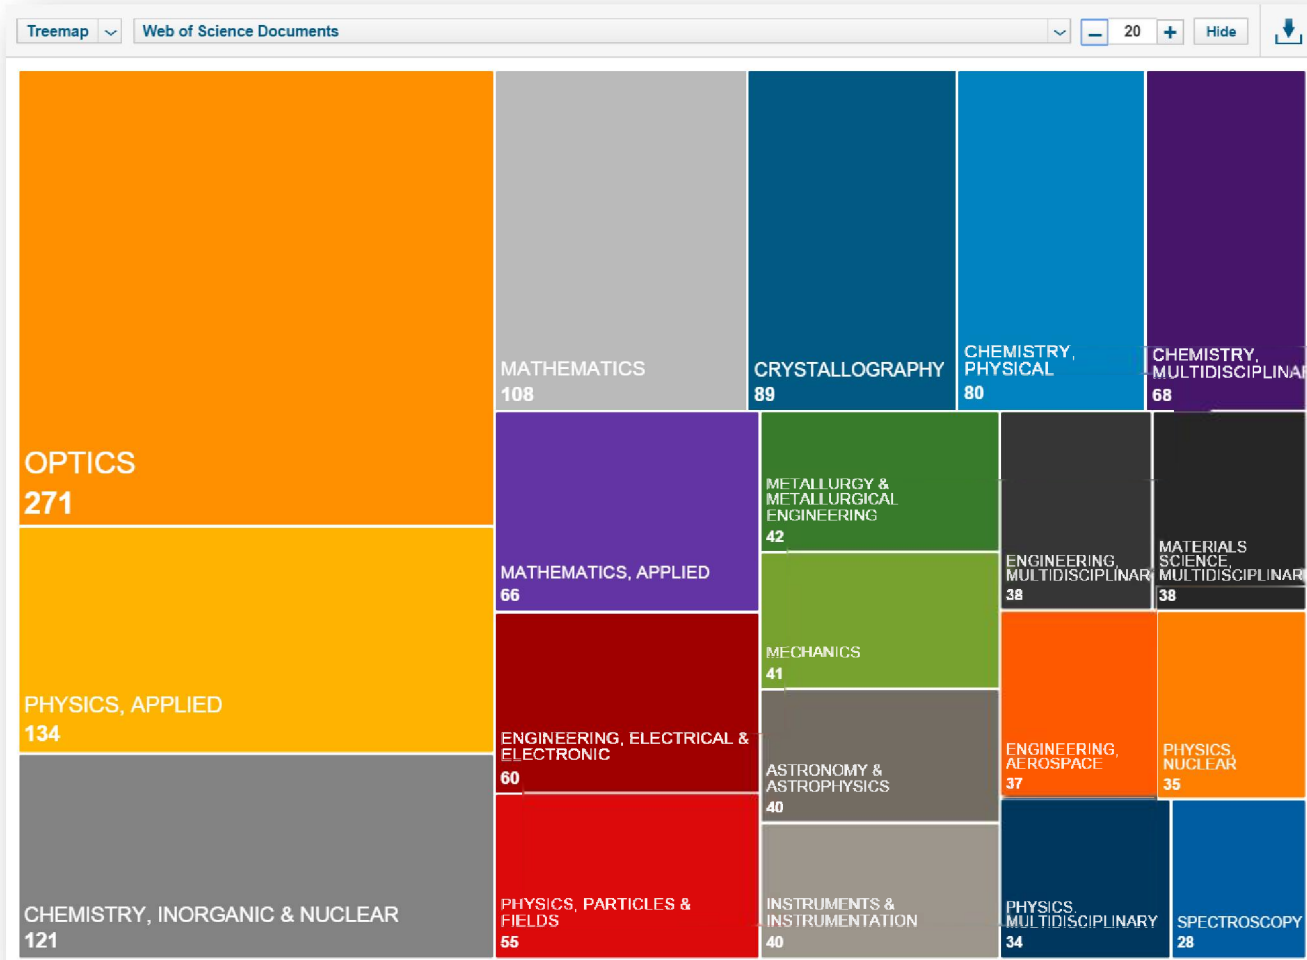 Treemap
Web of Science Documents
20
Hide
OPTICS
271
PHYSICS, APPLIED
134
CHEMISTRY, INORGANIC & NUCLEAR
121
MATHEMATICS
108
CRYSTALLOGRAPHY
89
CHEMISTRY,
PHYSICAL
80
CHEMISTRY,
MULTIDISCIPLINAR
68
MATHEMATICS, APPLIED
66
ENGINEERING, ELECTRICAL &
ELECTRONIC
60
PHYSICS, PARTICLES &
FIELDS
55
METALLURGY &
METALLURGICAL
ENGINEERING
42
MECHANICS
41
ASTRONOMY &
ASTROPHYSICS
40
INSTRUMENTS &
INSTRUMENTATION
40
ENGINEERING,
MULTIDISCIPLINAR
38
MATERIALS
SCIENCE,
MULTIDISCIPLINAR
38
ENGINEERING,
AEROSPACE
37
PHYSICS,
NUCLEAR
35
PHYSICS,
MULTIDISCIPLINARY
34
SPECTROSCOPY
28